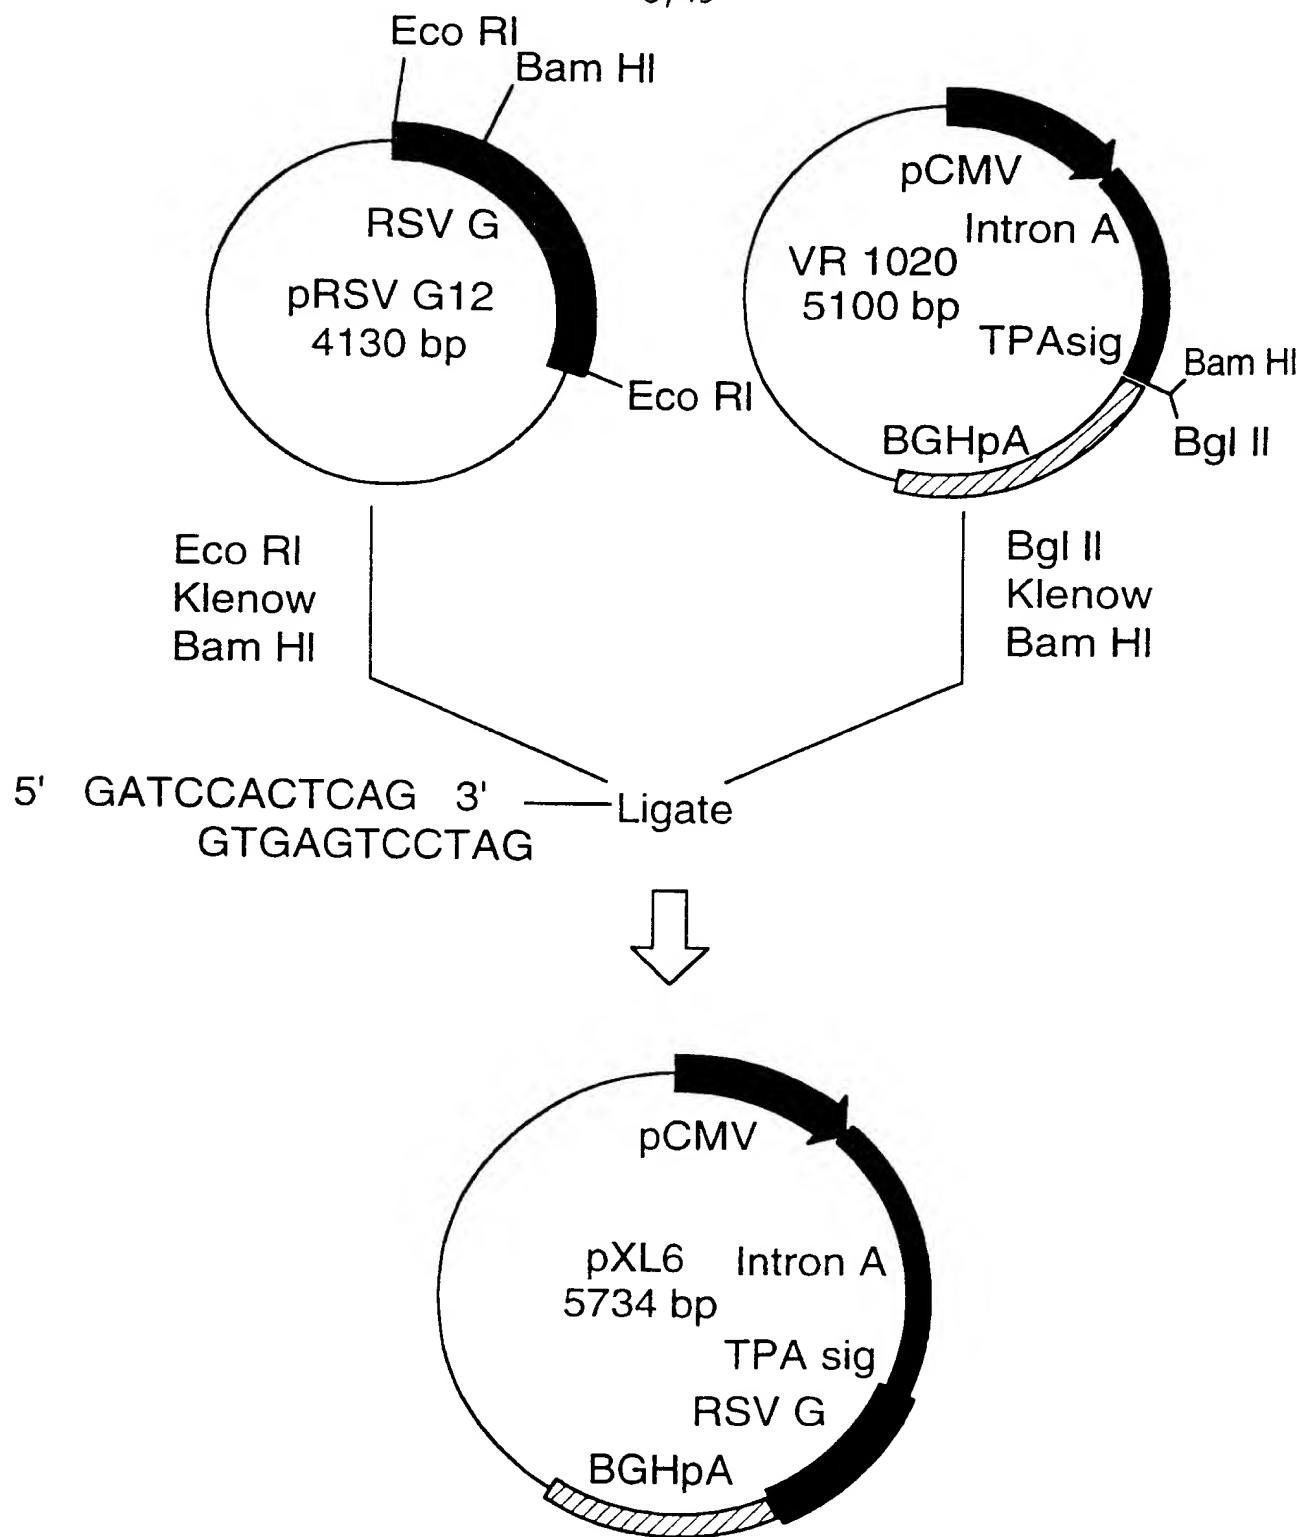 Eco RI
Bam HI
RSV G
pRSV G12
4130 bp
Eco RI
pCMV
Intron A
VR 1020
5100 bp
TPAsig
Bam HI
BGHpA
Bgl II
Eco RI
Klenow
Bam HI
Bgl II
Klenow
Bam HI
5' GATCCACTCAG 3'
GTGAGTCCTAG
Ligate
pCMV
pXL6
5734 bp
Intron A
TPA sig
RSV G
BGHpA